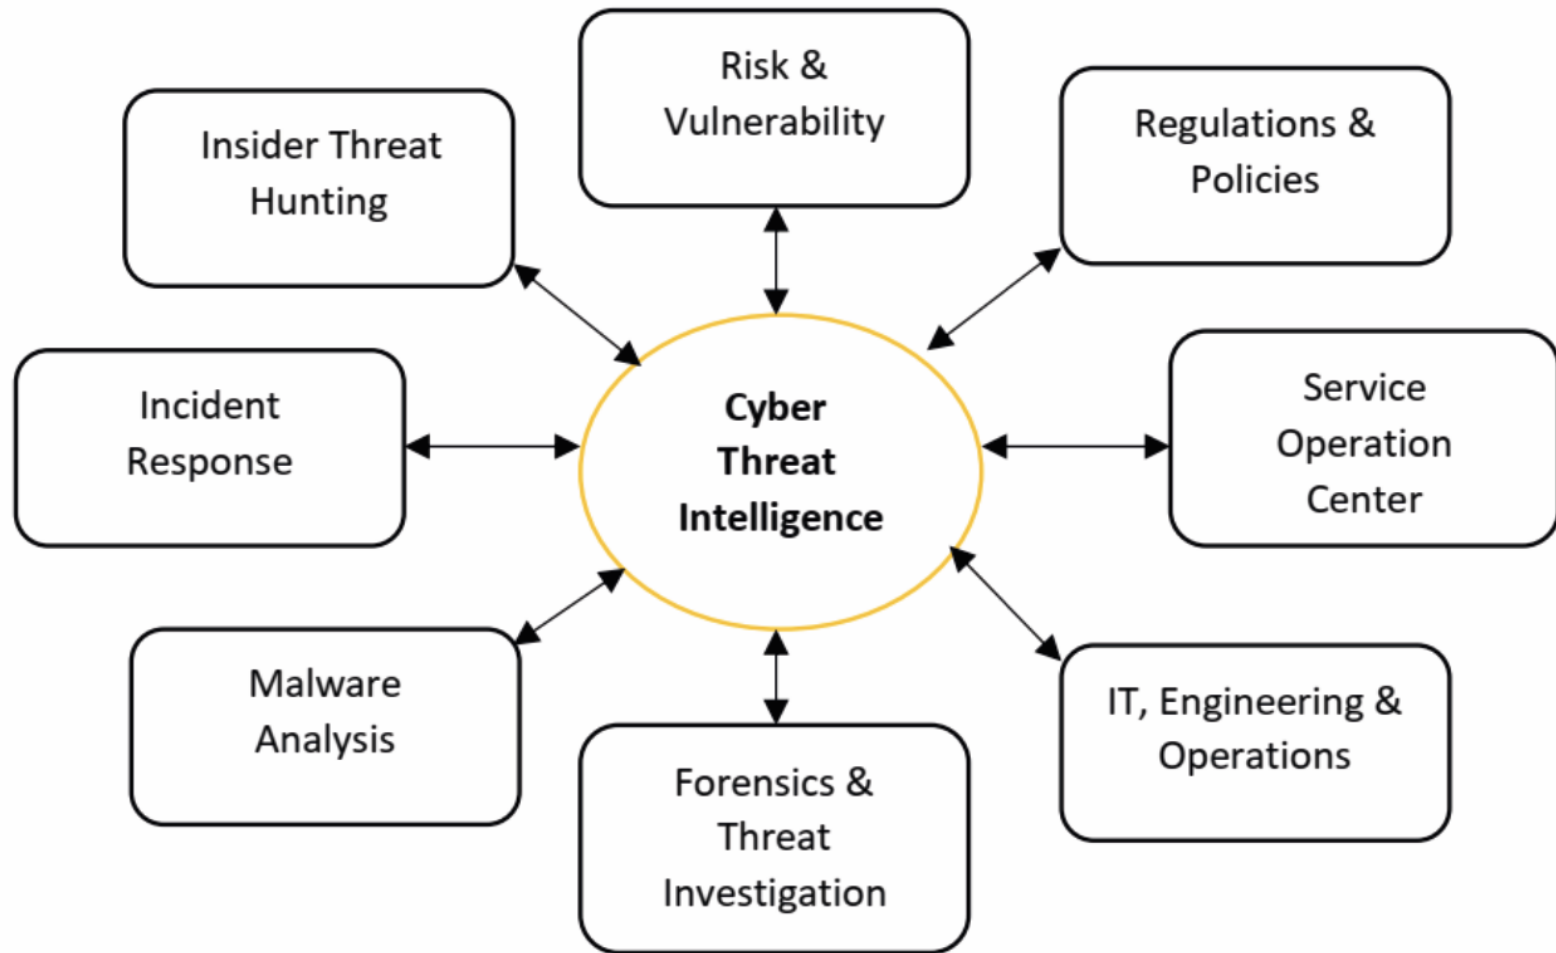 Risk &
Vulnerability
Insider Threat
Hunting
Regulations &
Policies
Incident
Response
Cyber
Threat
Intelligence
Service
Operation
Center
Malware
Analysis
Forensics &
Threat
Investigation
IT, Engineering &
Operations